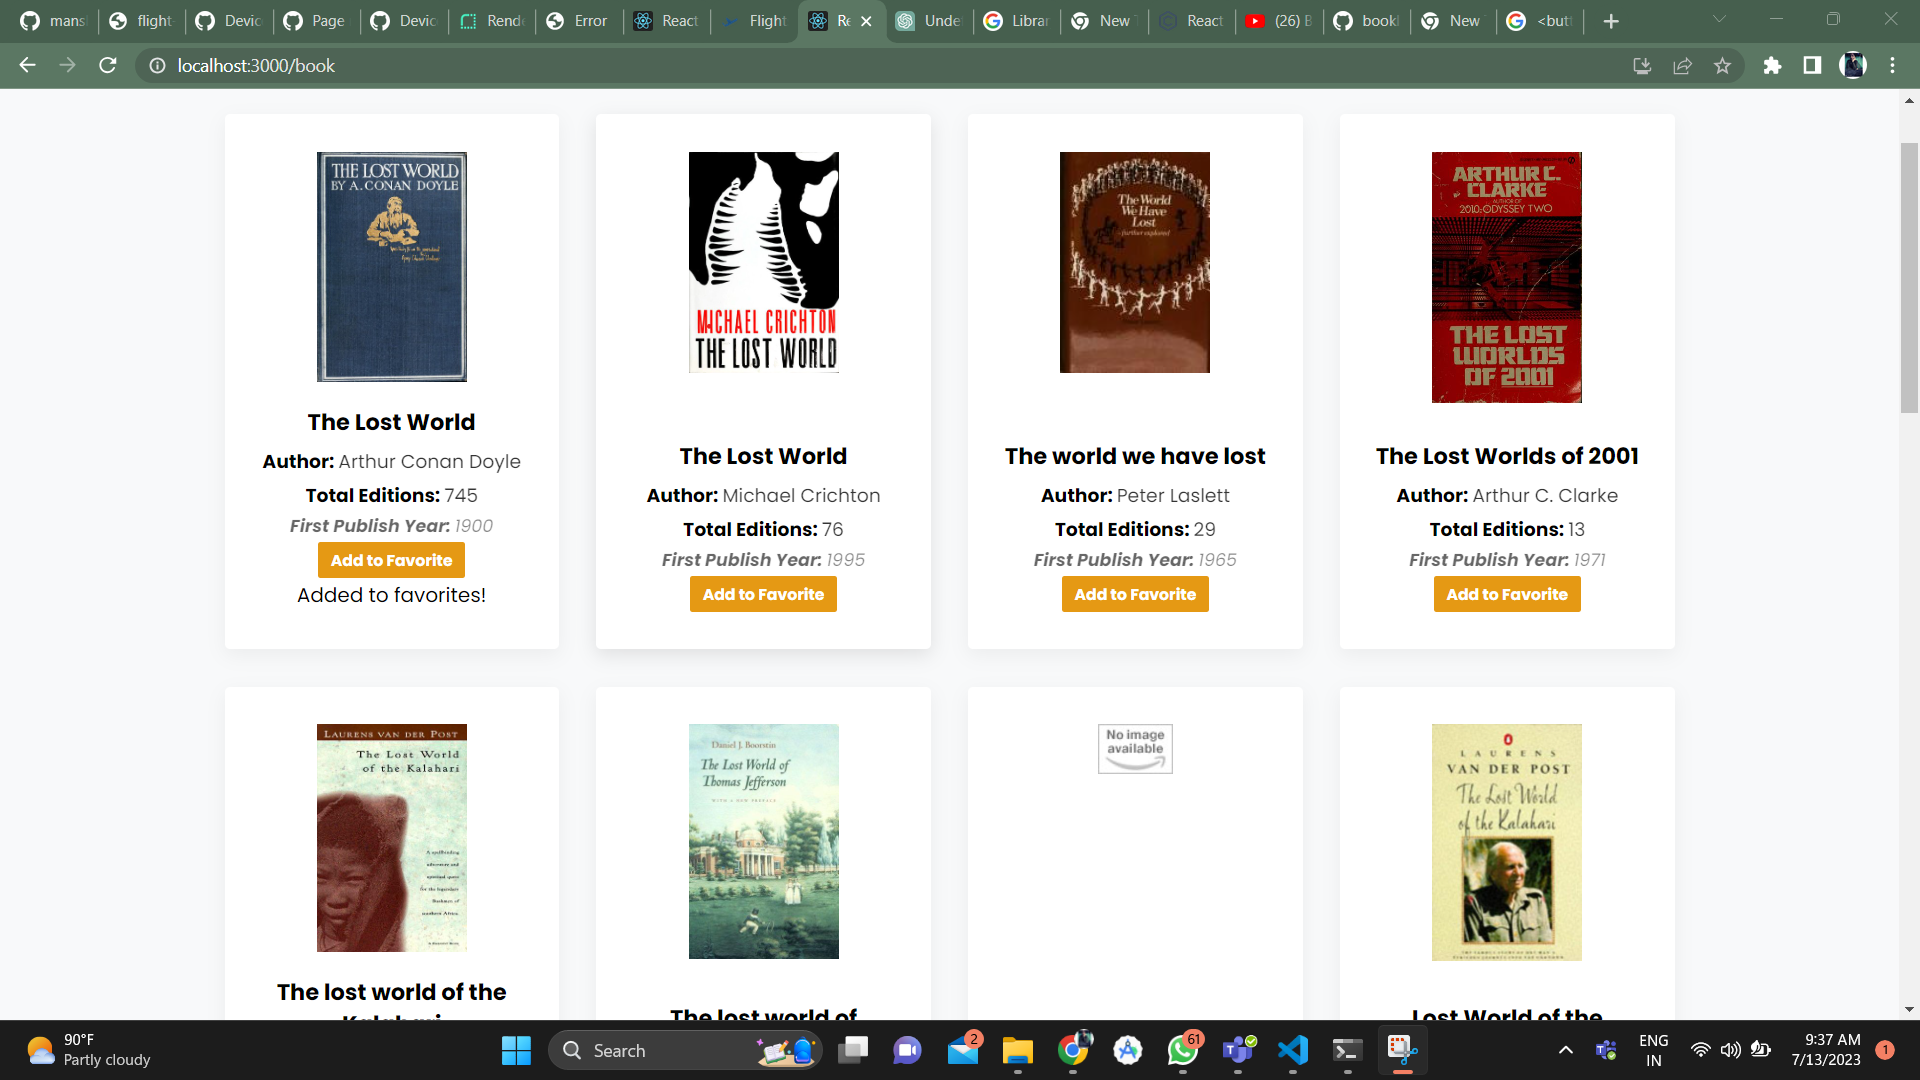 mans
flight
Devic
Page
Devic
Rende
Error
React
Flight
Re
Unde
Librar
New T
React
(26) B
book
New
<butt
localhost:3000/book
THE LOST WORLD
BY A. CONAN DOYLE
The Lost World
Author: Arthur Conan Doyle
Total Editions: 745
First Publish Year: 1900
Add to Favorite
Added to favorites!
MICHAEL CRICHTON
THE LOST WORLD
The Lost World
Author: Michael Crichton
Total Editions: 76
First Publish Year: 1995
Add to Favorite
The World
We Have
Lost
further explored
The world we have lost
Author: Peter Laslett
Total Editions: 29
First Publish Year: 1965
Add to Favorite
ARTHUR C.
CLARKE
AUTHOR OF
2010: ODYSSEY TWO
THE LOST
WORLDS
OF 2001
The Lost Worlds of 2001
Author: Arthur C. Clarke
Total Editions: 13
First Publish Year: 1971
Add to Favorite
LAURENS VAN DER POST
The Lost World
of the Kalahari
The lost world of the
Kalahari
Daniel J. Boorstin
The Lost World of
Thomas Jefferson
WITH A NEW PREFACE
The lost world of
No image
available
LAURENS
VAN DER POST
The Lost World
of the Kalahari
Lost World of the
90°F
Partly cloudy
Search
2
61
ENG
IN
9:37 AM
7/13/2023
1